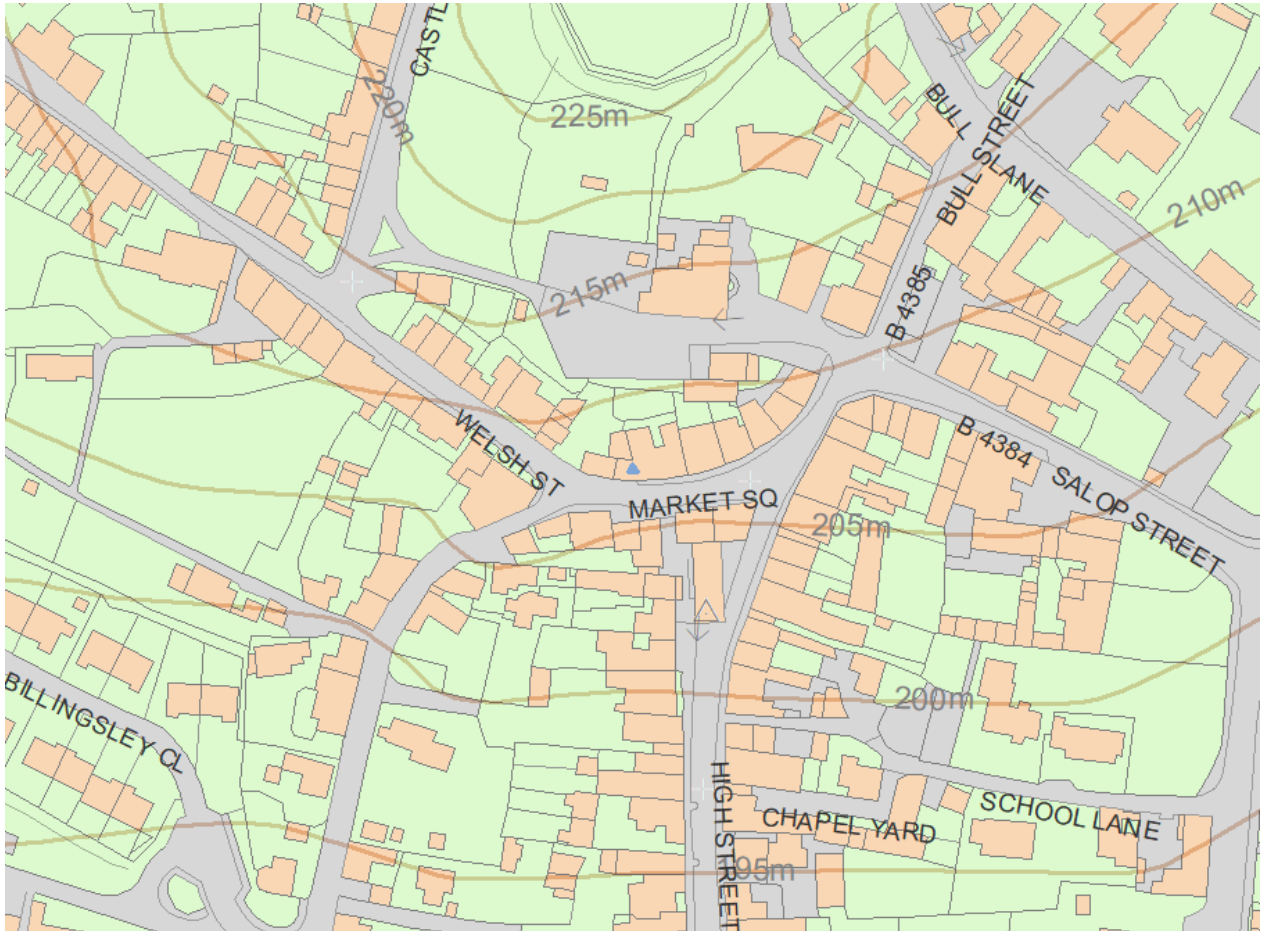 CASTL
220m
225m
BULL LANE
BULL STREET
210m
215m
B 4385
WELSH ST
MARKET SQ
B 4384
SALOP STREET
205m
200m
BILLINGSLEY CL
HIGH STREET
CHAPEL YARD
SCHOOL LANE
195m